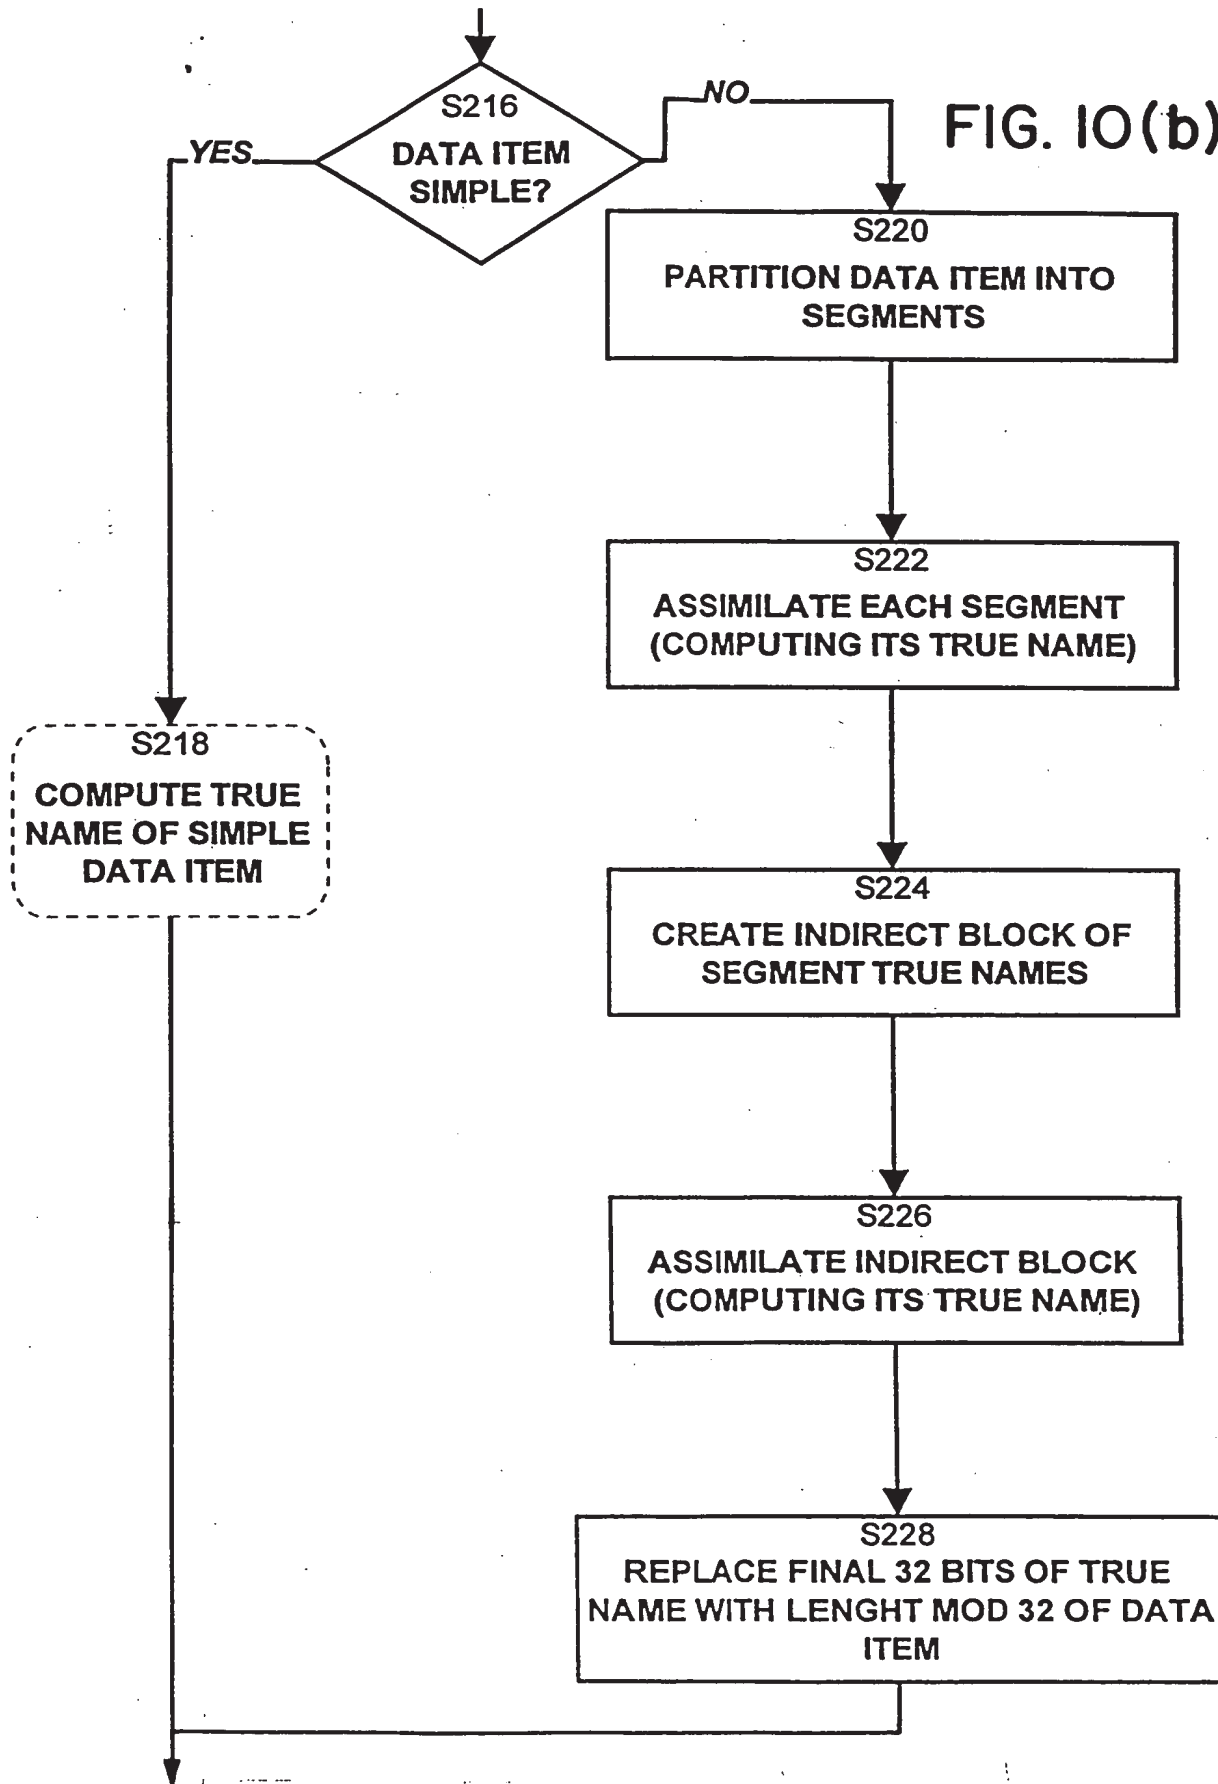 FIG. 10(b)
S216
DATA ITEM
SIMPLE?
YES
NO
S220
PARTITION DATA ITEM INTO
SEGMENTS
S222
ASSIMILATE EACH SEGMENT
(COMPUTING ITS TRUE NAME)
S218
COMPUTE TRUE
NAME OF SIMPLE
DATA ITEM
S224
CREATE INDIRECT BLOCK OF
SEGMENT TRUE NAMES
S226
ASSIMILATE INDIRECT BLOCK
(COMPUTING ITS TRUE NAME)
S228
REPLACE FINAL 32 BITS OF TRUE
NAME WITH LENGHT MOD 32 OF DATA
ITEM